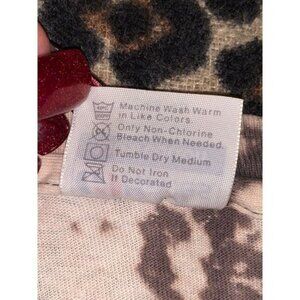 Machine Wash Warm
in Like Colors.
Only Non-Chlorine
Bleach When Needed.
Tumble Dry Medium
Do Not Iron
If Decorated